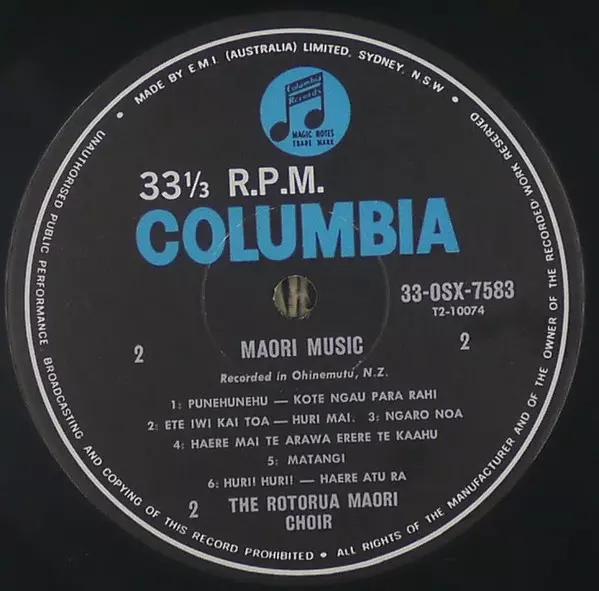 MADE BY E.M.I. (AUSTRALIA) LIMITED, SYDNEY, N.S.W. •
ALL RIGHTS OF THE MANUFACTURER AND OF THE OWNER OF THE RECORDED WORK RESERVED
UNAUTHORISED PUBLIC PERFORMANCE BROADCASTING AND COPYING OF THIS RECORD PROHIBITED •
Columbia
Records
MAGIC NOTES
TRADE MARK
33⅓ R.P.M.
COLUMBIA
33-OSX-7583
T2-10074
2 MAORI MUSIC 2
Recorded in Ohinemutu, N.Z.
1: PUNEHUNEHU — KOTE NGAU PARA RAHI
2: ETE IWI KAI TOA — HURI MAI. 3: NGARO NOA
4: HAERE MAI TE ARAWA ERERE TE KAAHU
5: MATANGI
6: HURI! HURI! — HAERE ATU RA
2 THE ROTORUA MAORI
CHOIR